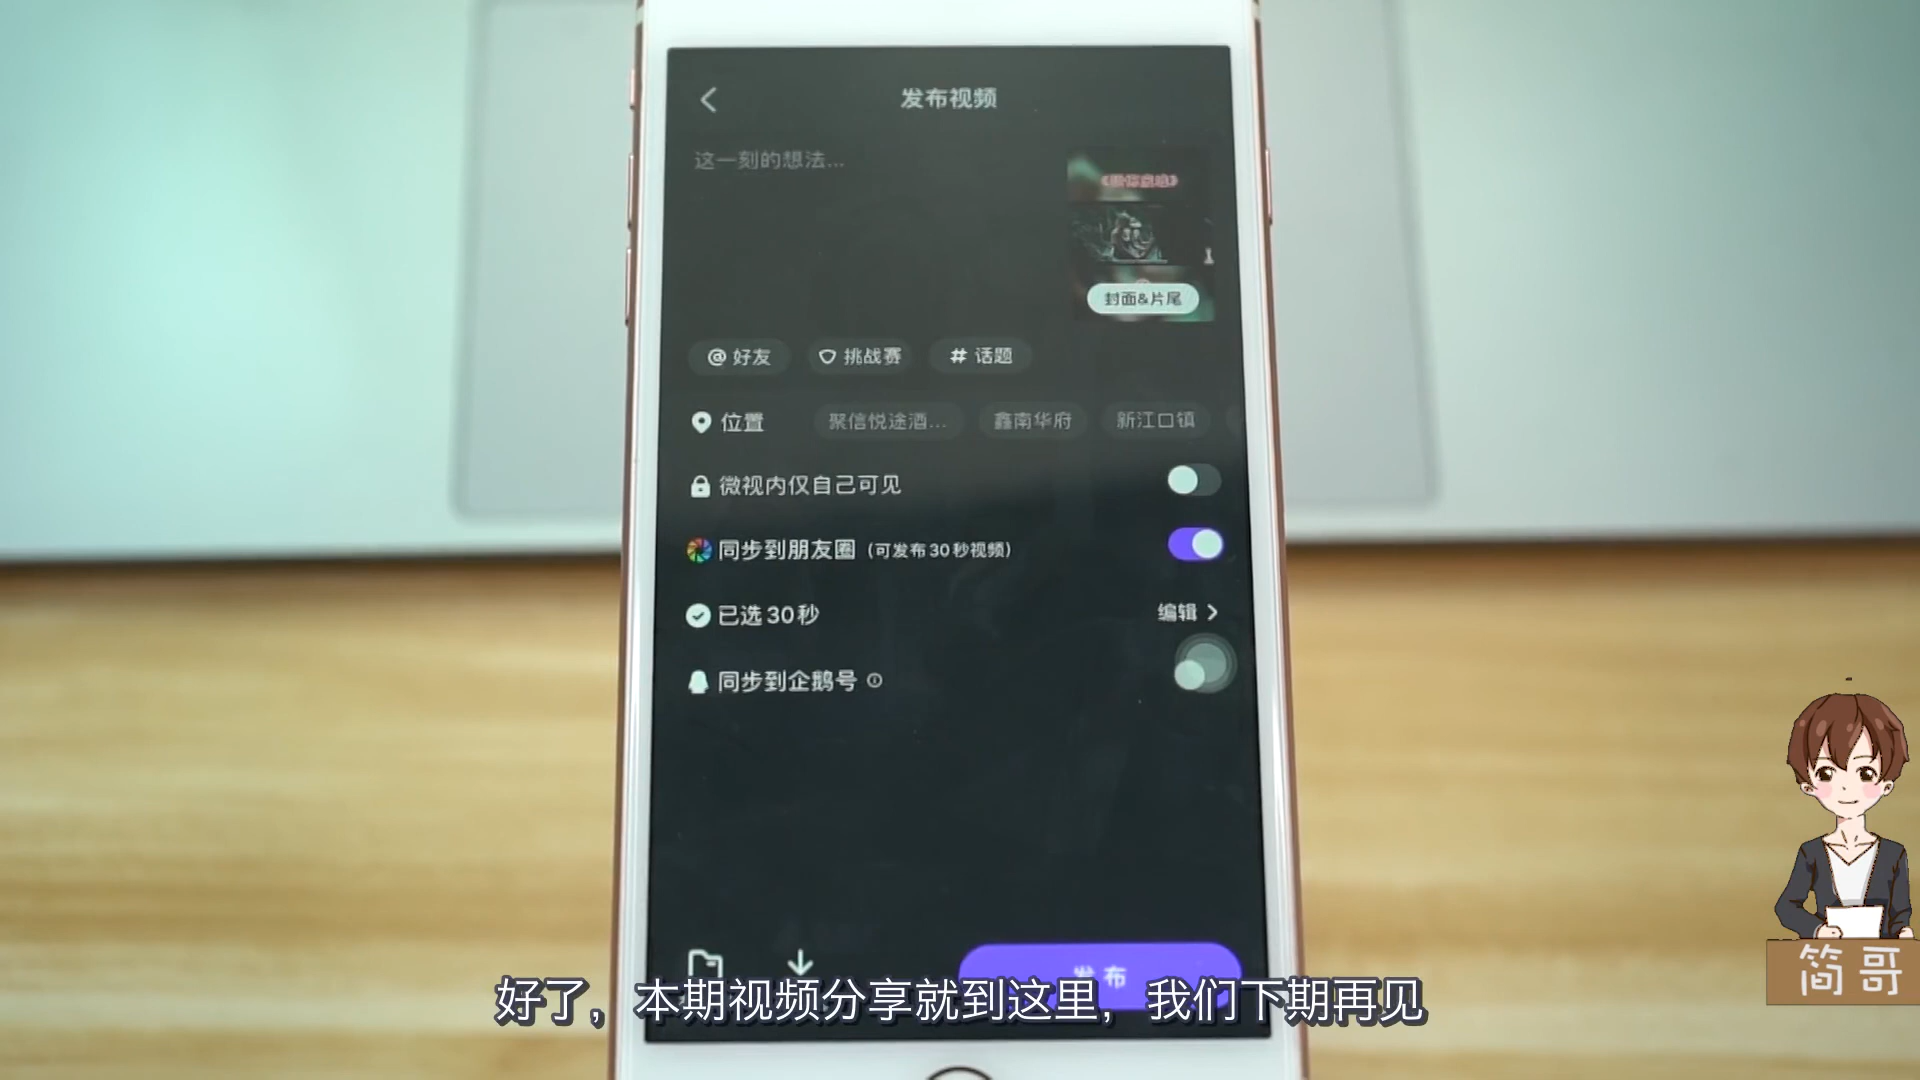 发布视频
这一刻的想法...
封面&片尾
@好友
挑战赛
# 话题
位置
聚信悦途酒...
鑫南华府
新江口镇
微视内仅自己可见
同步到朋友圈（可发布30秒视频）
已选30秒
编辑 >
同步到企鹅号
发布
好了，本期视频分享就到这里，我们下期再见
简哥